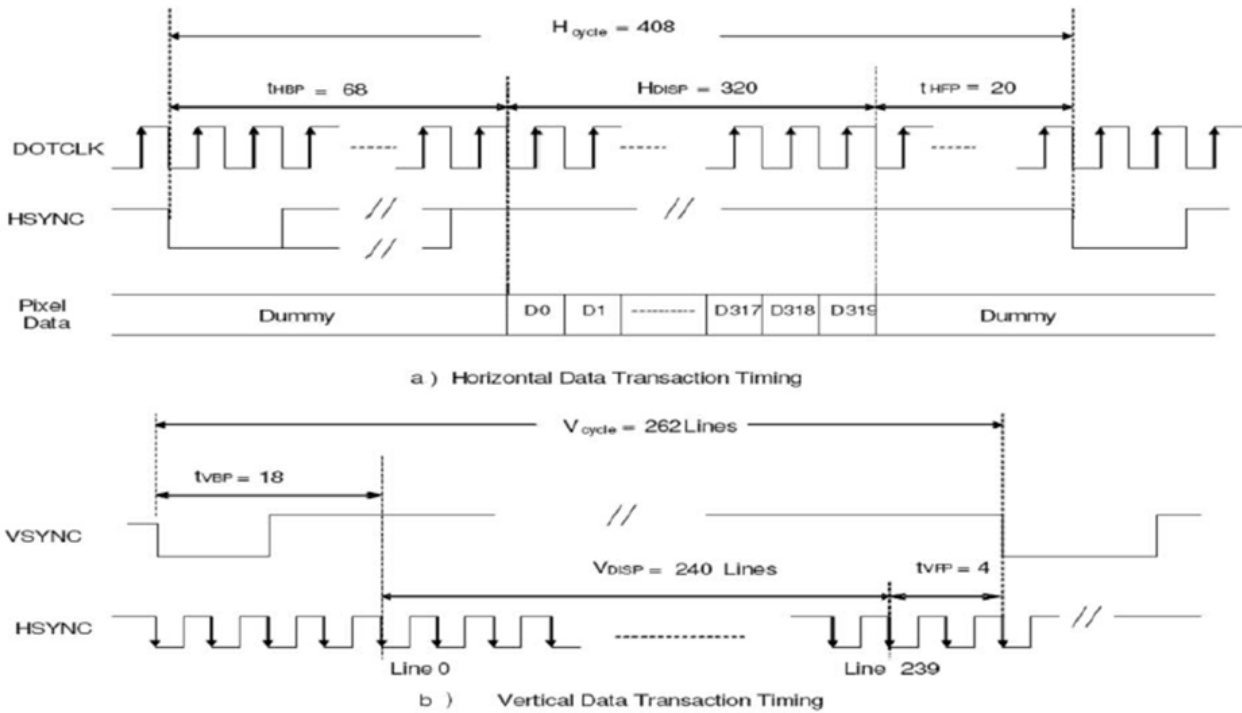 H cycle = 408
tHBP = 68 HDISP = 320 t HFP = 20
DOTCLK
HSYNC
Pixel Data Dummy D0 D1 D317 D318 D319 Dummy
a ) Horizontal Data Transaction Timing
V cycle = 262 Lines
tVBP = 18
VSYNC
VDISP = 240 Lines tVFP = 4
HSYNC
Line 0 Line 239
b ) Vertical Data Transaction Timing